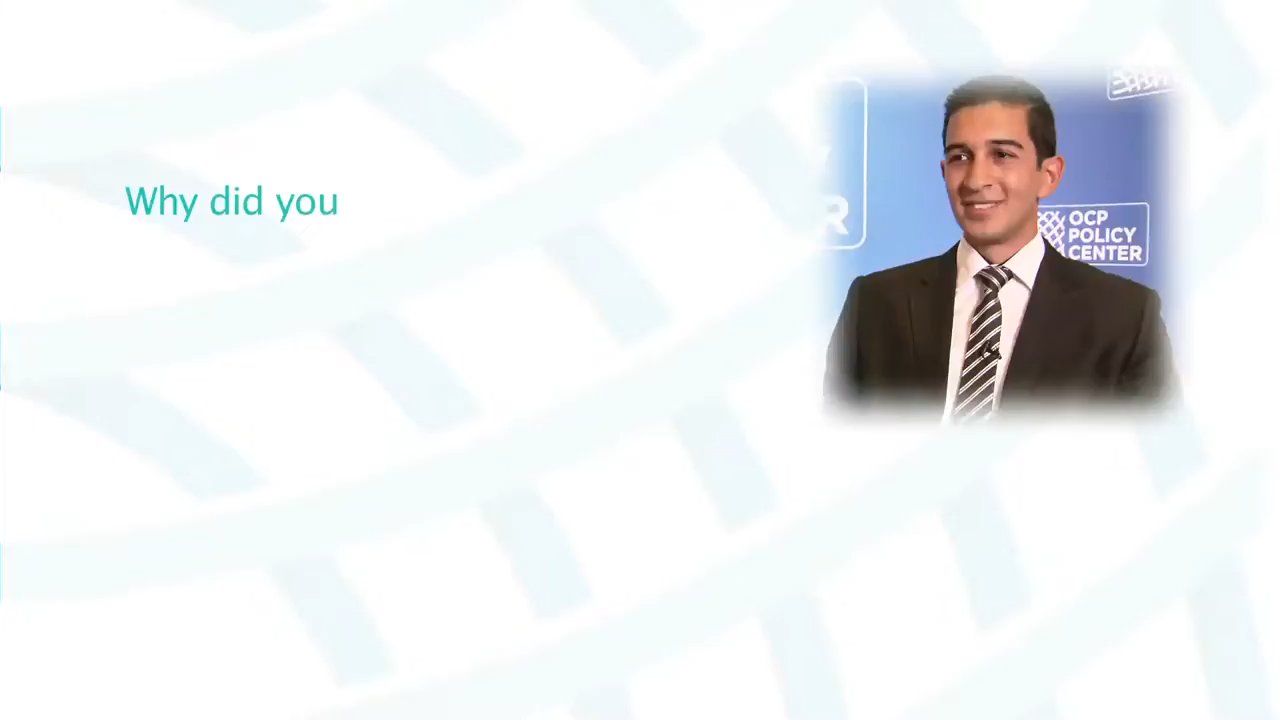 Why did you
R
OCP
POLICY
CENTER